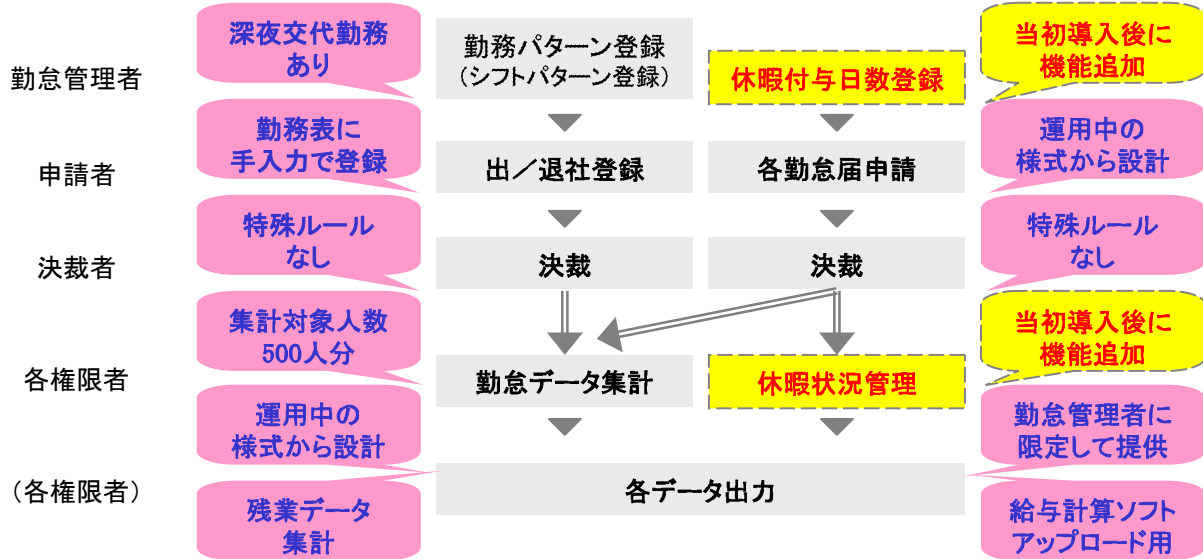 深夜交代勤務
あり
勤怠管理者
勤務パターン登録
(シフトパターン登録)
休暇付与日数登録
当初導入後に
機能追加
勤務表に
手入力で登録
申請者
出／退社登録
各勤怠届申請
運用中の
様式から設計
特殊ルール
なし
決裁者
決裁
決裁
特殊ルール
なし
集計対象人数
500人分
各権限者
勤怠データ集計
休暇状況管理
当初導入後に
機能追加
運用中の
様式から設計
勤怠管理者に
限定して提供
(各権限者)
各データ出力
残業データ
集計
給与計算ソフト
アップロード用